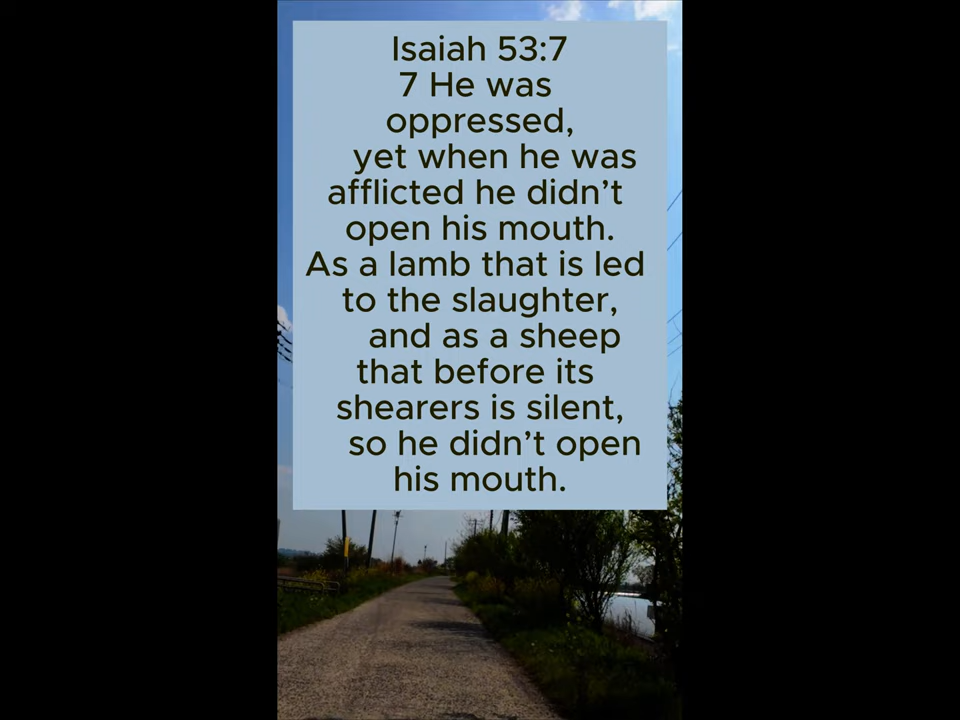 Isaiah 53:7
7 He was
oppressed,
yet when he was
afflicted he didn’t
open his mouth.
As a lamb that is led
to the slaughter,
and as a sheep
that before its
shearers is silent,
so he didn’t open
his mouth.